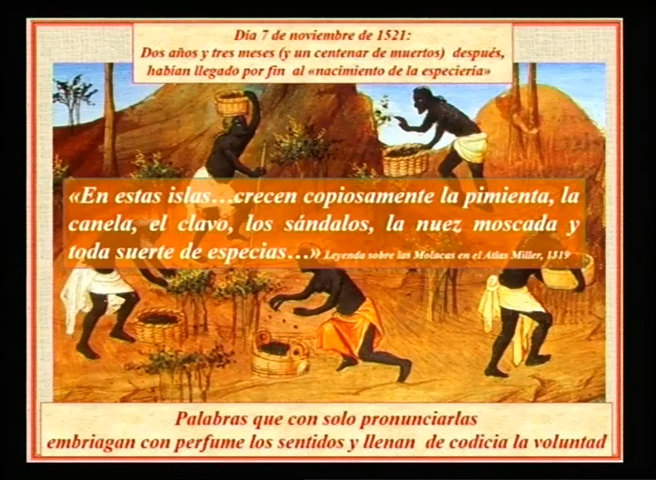 Día 7 de noviembre de 1521:
Dos años y tres meses (y un centenar de muertos) después,
habían llegado por fin al «nacimiento de la especiería»
«En estas islas…crecen copiosamente la pimienta, la
canela, el clavo, los sándalos, la nuez moscada y
toda suerte de especias…» Leyenda sobre las Molucas en el Atlas Miller, 1519
Palabras que con solo pronunciarlas
embriagan con perfume los sentidos y llenan de codicia la voluntad